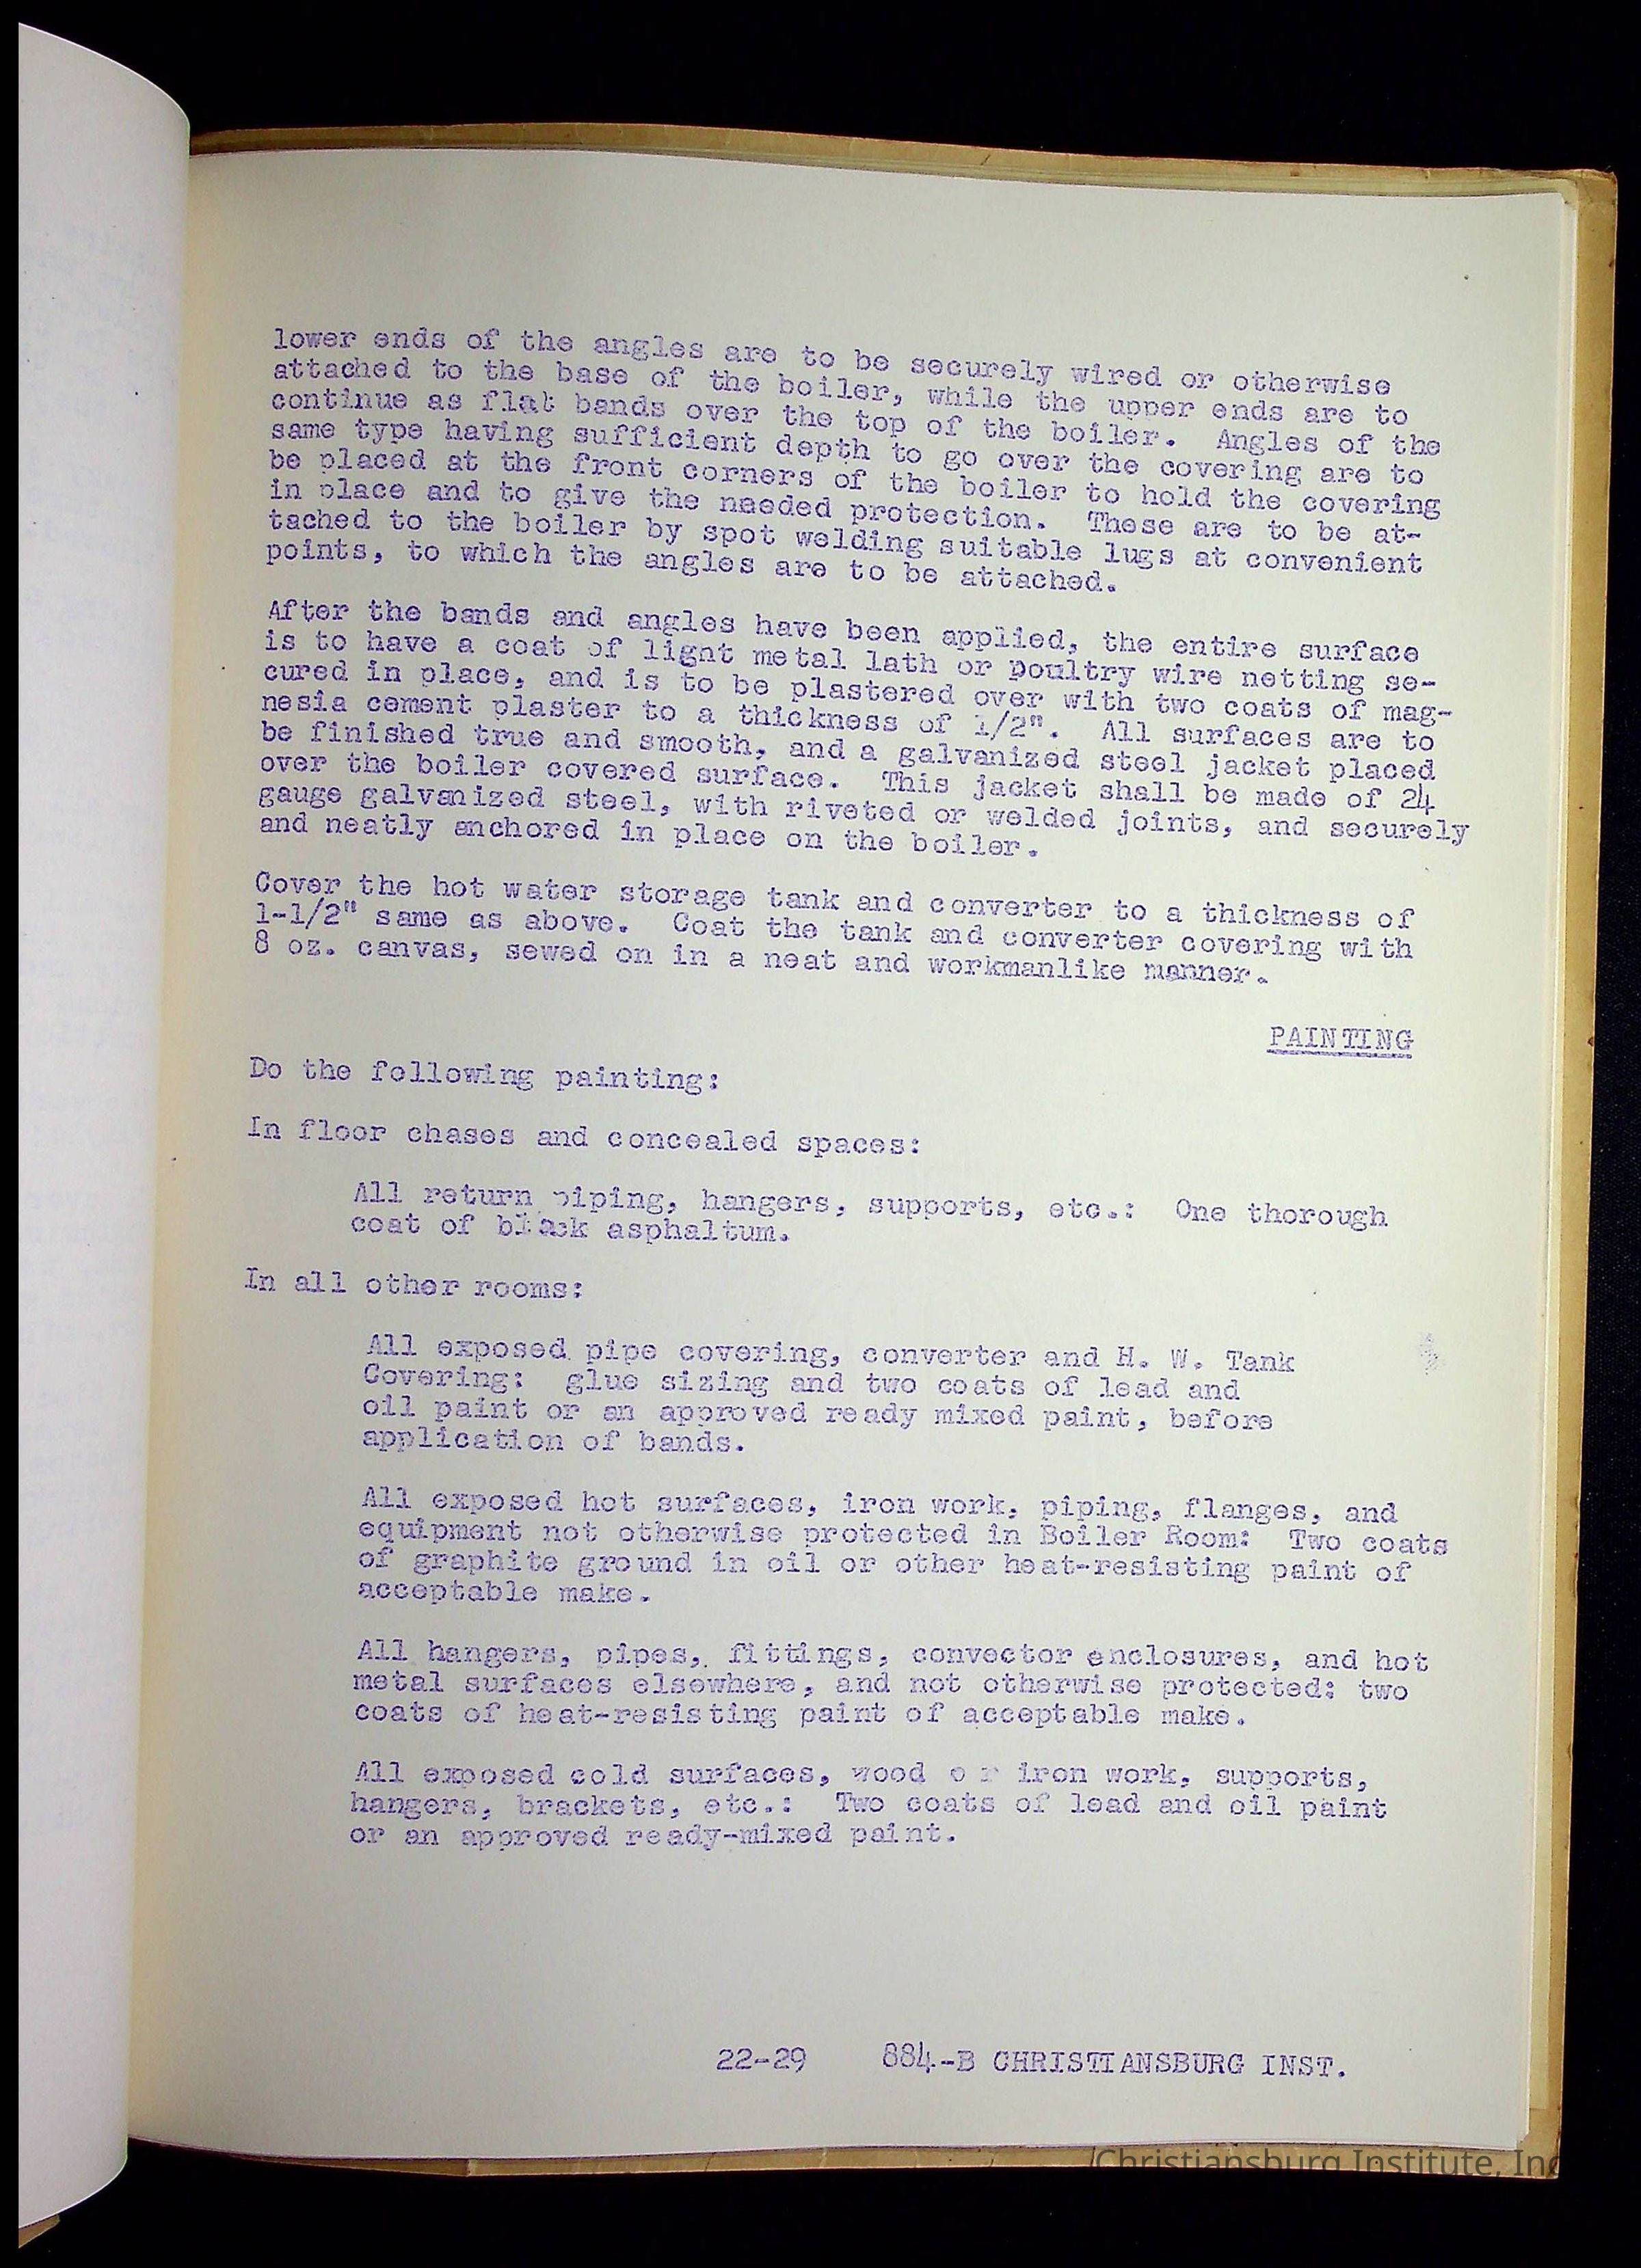 lower ends of the angles are to be securely wired or otherwise
attached to the base of the boiler, while the upper ends are to
continue as flat bands over the top of the boiler. Angles of the
same type having sufficient depth to go over the covering are to
be placed at the front corners of the boiler to hold the covering
in place and to give the needed protection. These are to be at-
tached to the boiler by spot welding suitable lugs at convenient
points, to which the angles are to be attached.
After the bands and angles have been applied, the entire surface
is to have a coat of light metal lath or poultry wire netting se-
cured in place, and is to be plastered over with two coats of mag-
nesia cement plaster to a thickness of 1/2". All surfaces are to
be finished true and smooth, and a galvanized steel jacket placed
over the boiler covered surface. This jacket shall be made of 24
gauge galvanized steel, with riveted or welded joints, and securely
and neatly anchored in place on the boiler.
Cover the hot water storage tank and converter to a thickness of
1-1/2" same as above. Coat the tank and converter covering with
8 oz. canvas, sewed on in a neat and workmanlike manner.
PAINTING
Do the following painting:
In floor chases and concealed spaces:
All return piping, hangers, supports, etc.: One thorough
coat of black asphaltum.
In all other rooms:
All exposed pipe covering, converter and H. W. Tank
Covering: glue sizing and two coats of lead and
oil paint or an approved ready mixed paint, before
application of bands.
All exposed hot surfaces, iron work, piping, flanges, and
equipment not otherwise protected in Boiler Room: Two coats
of graphite ground in oil or other heat-resisting paint of
acceptable make.
All hangers, pipes, fittings, convector enclosures, and hot
metal surfaces elsewhere, and not otherwise protected: two
coats of heat-resisting paint of acceptable make.
All exposed cold surfaces, wood or iron work, supports,
hangers, brackets, etc.: Two coats of lead and oil paint
or an approved ready-mixed paint.
22-29 884-B CHRISTIANSBURG INST.
Christiansburg Institute, Inc